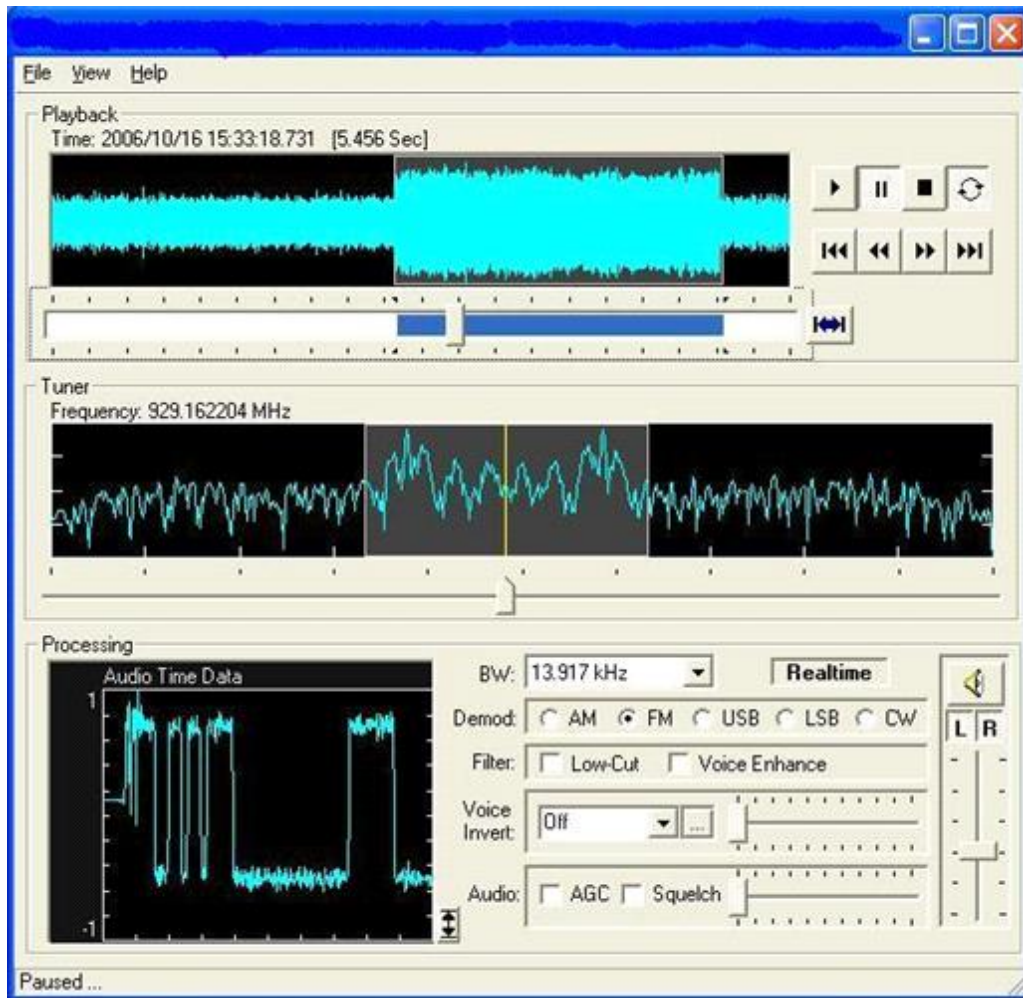 File View Help
Playback
Time: 2006/10/16 15:33:18.731 [5.456 Sec]
Tuner
Frequency: 929.162204 MHz
Processing
Audio Time Data
1
-1
BW: 13.917 kHz Realtime
Demod: AM FM USB LSB CW
Filter: Low-Cut Voice Enhance
Voice Invert: Off ...
Audio: AGC Squelch
L R
Paused ...